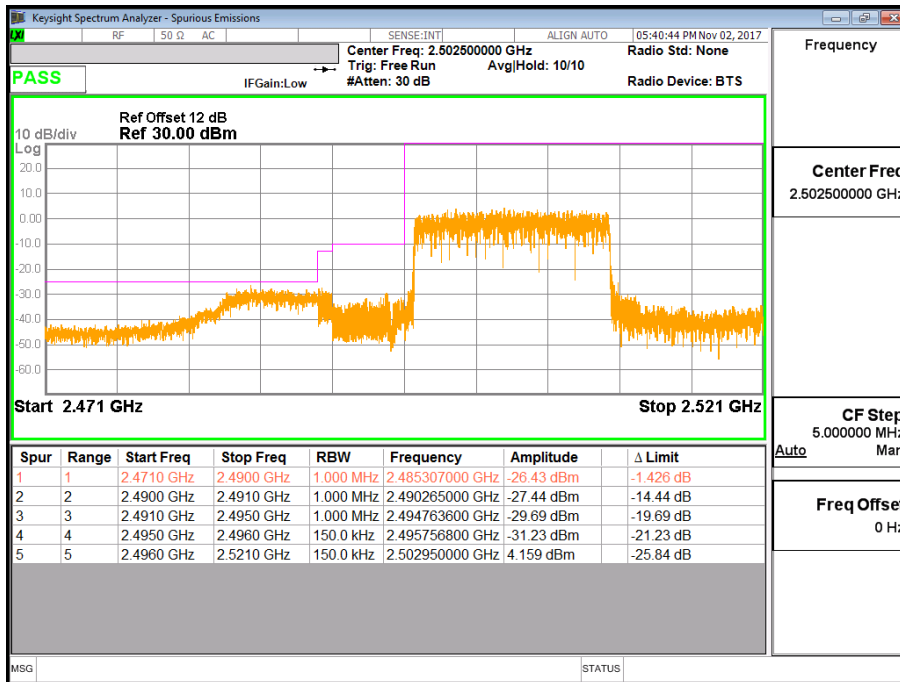 Keysight Spectrum Analyzer - Spurious Emissions
LXI RF 50 Ω AC SENSE:INT ALIGN AUTO 05:40:44 PM Nov 02, 2017
Center Freq: 2.502500000 GHz Radio Std: None
Trig: Free Run Avg|Hold: 10/10
PASS IFGain:Low #Atten: 30 dB Radio Device: BTS
Frequency
Ref Offset 12 dB
10 dB/div Ref 30.00 dBm
Log
20.0
10.0
0.00
-10.0
-20.0
-30.0
-40.0
-50.0
-60.0
Start 2.471 GHz Stop 2.521 GHz
Spur Range Start Freq Stop Freq RBW Frequency Amplitude Δ Limit
1 1 2.4710 GHz 2.4900 GHz 1.000 MHz 2.485307000 GHz -26.43 dBm -1.426 dB
2 2 2.4900 GHz 2.4910 GHz 1.000 MHz 2.490265000 GHz -27.44 dBm -14.44 dB
3 3 2.4910 GHz 2.4950 GHz 1.000 MHz 2.494763600 GHz -29.69 dBm -19.69 dB
4 4 2.4950 GHz 2.4960 GHz 150.0 kHz 2.495756800 GHz -31.23 dBm -21.23 dB
5 5 2.4960 GHz 2.5210 GHz 150.0 kHz 2.502950000 GHz 4.159 dBm -25.84 dB
Center Freq
2.502500000 GHz
CF Step
5.000000 MHz
Auto Man
Freq Offset
0 Hz
MSG STATUS